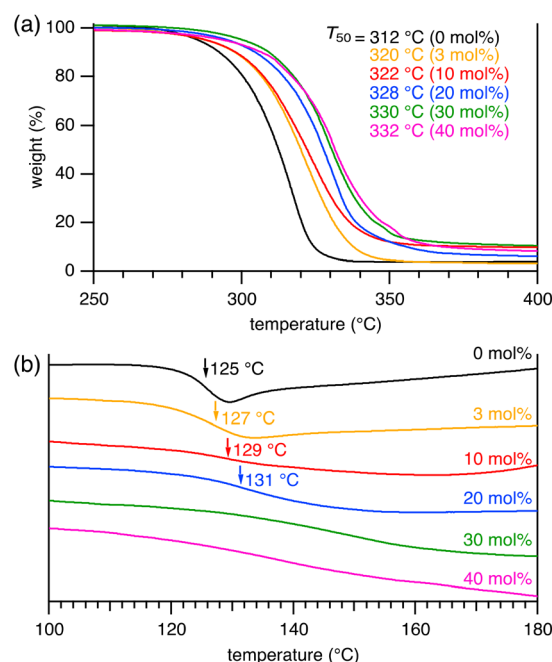 (a)
100
80
60
40
20
0
weight (%)
T50 = 312 °C (0 mol%)
320 °C (3 mol%)
322 °C (10 mol%)
328 °C (20 mol%)
330 °C (30 mol%)
332 °C (40 mol%)
250 300 350 400
temperature (°C)
(b)
0 mol%
125 °C
3 mol%
127 °C
129 °C
10 mol%
131 °C
20 mol%
30 mol%
40 mol%
100 120 140 160 180
temperature (°C)